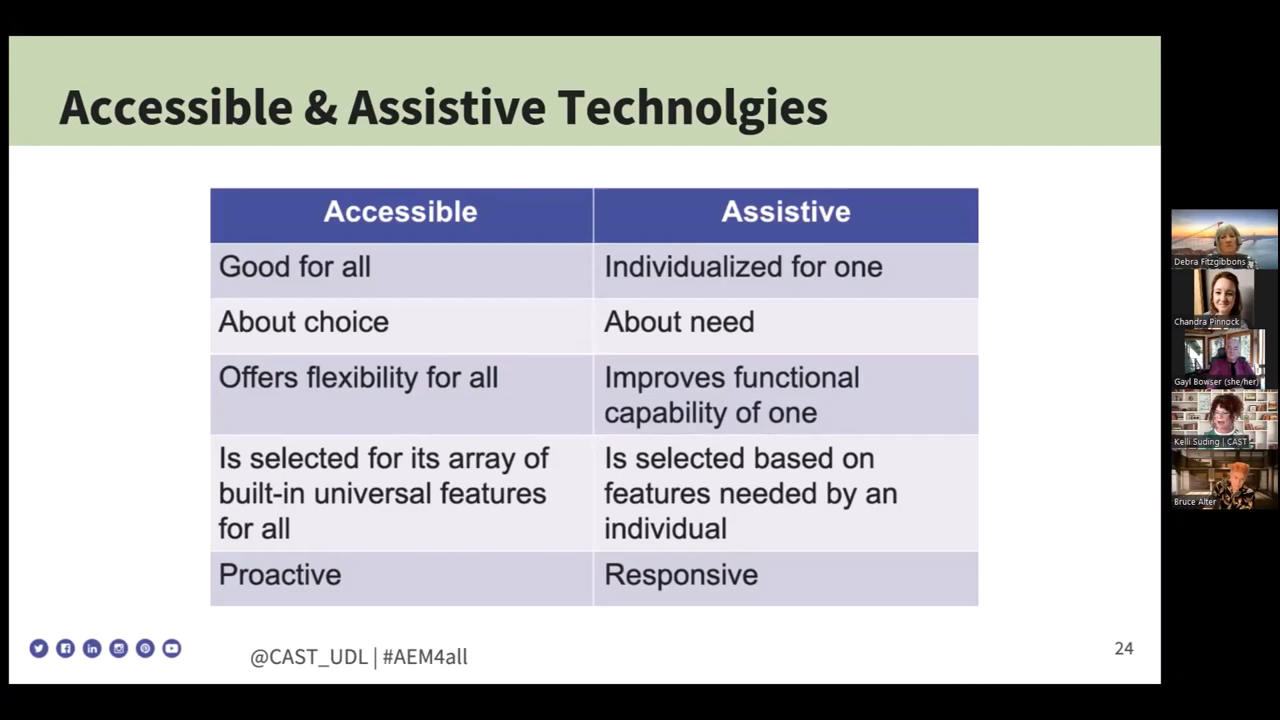 Accessible & Assistive Technolgies
Accessible
Assistive
Good for all
Individualized for one
About choice
About need
Offers flexibility for all
Improves functional
capability of one
Is selected for its array of
built-in universal features
for all
Is selected based on
features needed by an
individual
Proactive
Responsive
@CAST_UDL | #AEM4all
24
Debra Fitzgibbons
Chandra Pinnock
Gayl Bowser (she/her)
Kelli Suding | CAST
Bruce Alter